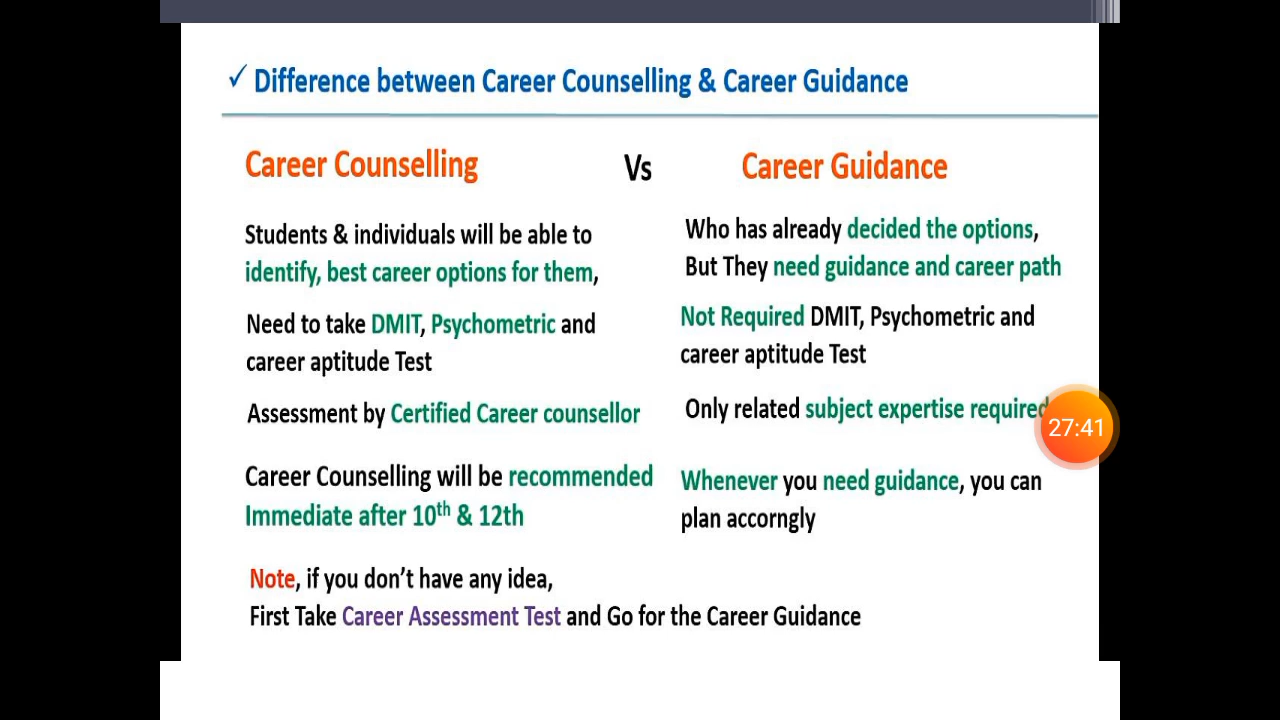 ✓ Difference between Career Counselling & Career Guidance
Career Counselling
Vs
Career Guidance
Students & individuals will be able to
identify, best career options for them,
Need to take DMIT, Psychometric and
career aptitude Test
Assessment by Certified Career counsellor
Career Counselling will be recommended
Immediate after 10th & 12th
Who has already decided the options,
But They need guidance and career path
Not Required DMIT, Psychometric and
career aptitude Test
Only related subject expertise required
Whenever you need guidance, you can
plan accorngly
27:41
Note, if you don't have any idea,
First Take Career Assessment Test and Go for the Career Guidance